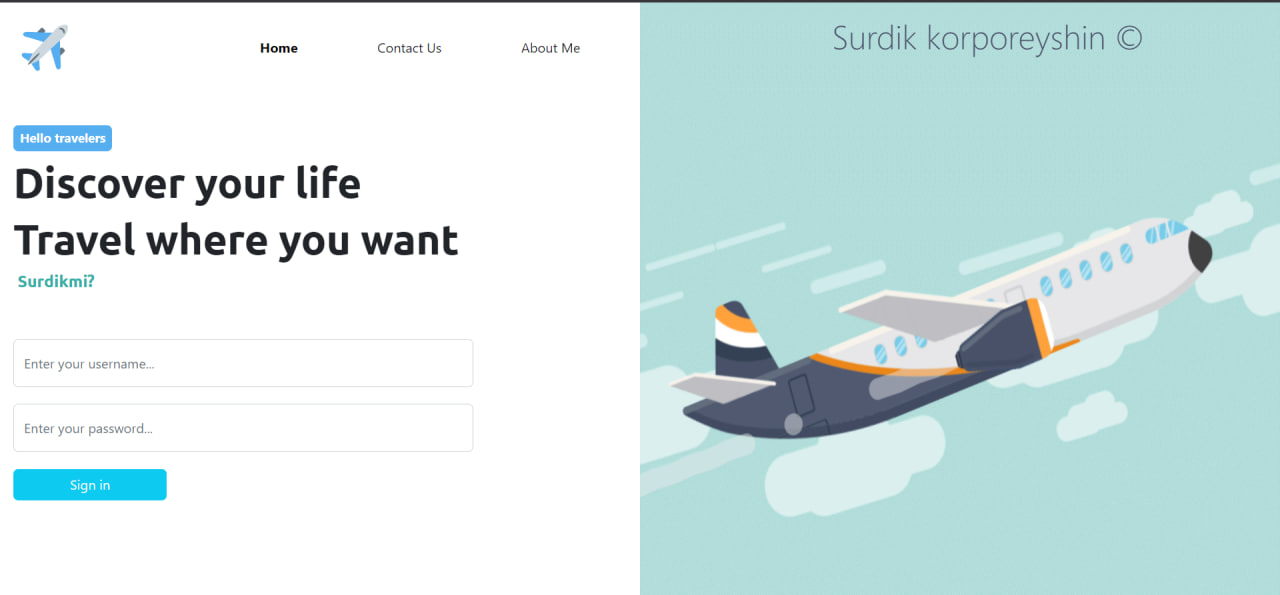 Home
Contact Us
About Me
Surdik korporeyshin ©
Hello travelers
Discover your life
Travel where you want
Surdikmi?
Enter your username...
Enter your password...
Sign in